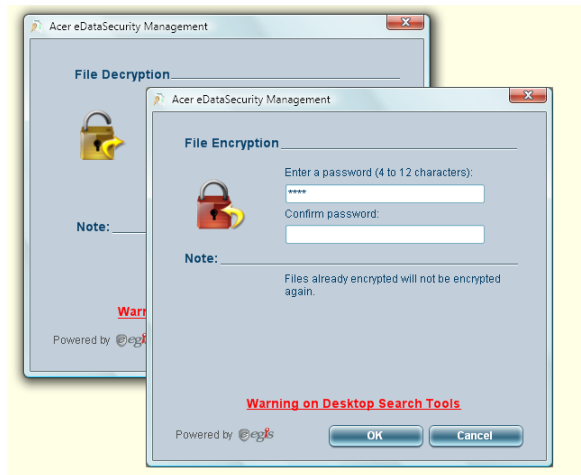 Acer eDataSecurity Management
File Decryption
Note:
Powered by egis
Acer eDataSecurity Management
File Encryption
Enter a password (4 to 12 characters):
****
Confirm password:
Note:
Files already encrypted will not be encrypted
again.
Warning on Desktop Search Tools
Powered by egis
OK
Cancel